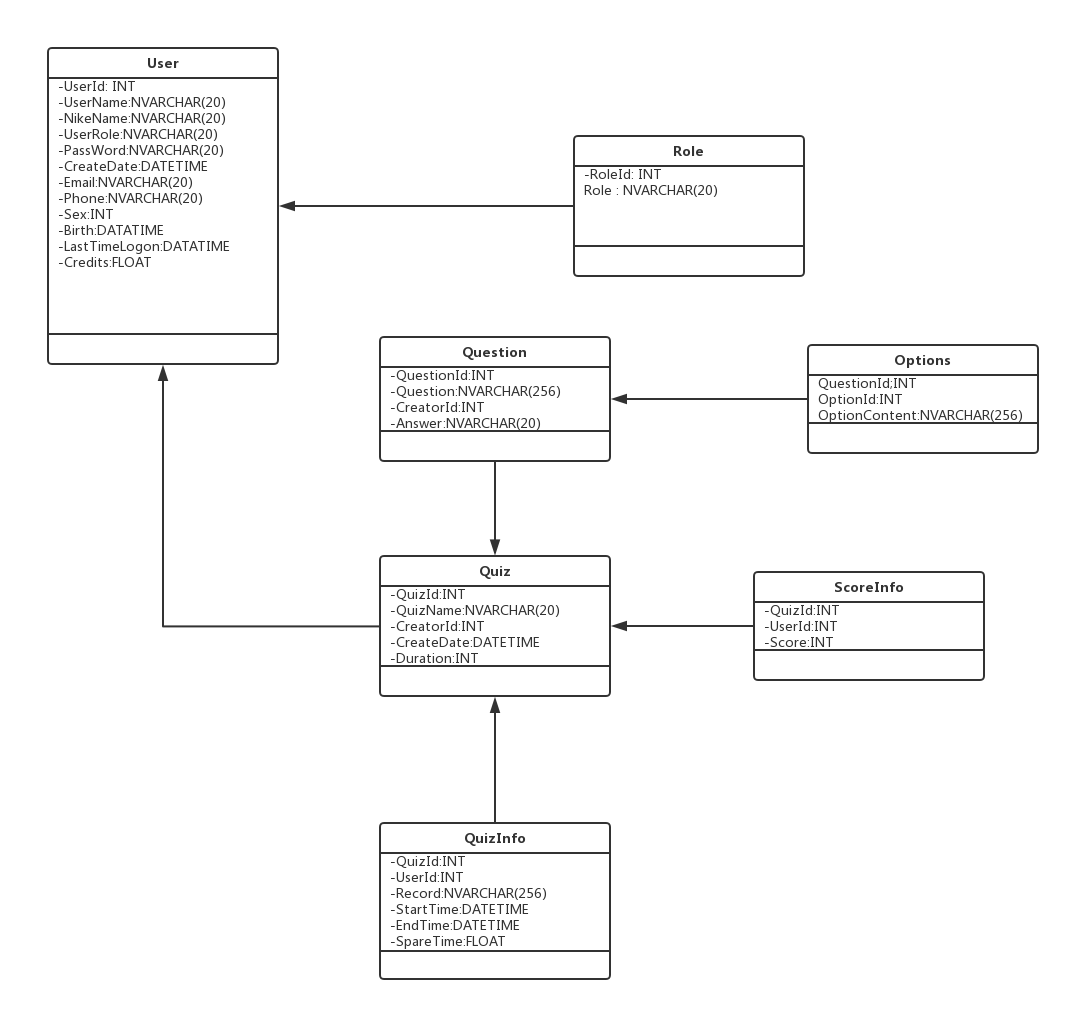 User
-UserId: INT
-UserName:NVARCHAR(20)
-NikeName:NVARCHAR(20)
-UserRole:NVARCHAR(20)
-PassWord:NVARCHAR(20)
-CreateDate:DATETIME
-Email:NVARCHAR(20)
-Phone:NVARCHAR(20)
-Sex:INT
-Birth:DATATIME
-LastTimeLogon:DATATIME
-Credits:FLOAT
Role
-RoleId: INT
Role : NVARCHAR(20)
Question
-QuestionId:INT
-Question:NVARCHAR(256)
-CreatorId:INT
-Answer:NVARCHAR(20)
Options
QuestionId;INT
OptionId:INT
OptionContent:NVARCHAR(256)
Quiz
-QuizId:INT
-QuizName:NVARCHAR(20)
-CreatorId:INT
-CreateDate:DATETIME
-Duration:INT
ScoreInfo
-QuizId:INT
-UserId:INT
-Score:INT
QuizInfo
-QuizId:INT
-UserId:INT
-Record:NVARCHAR(256)
-StartTime:DATETIME
-EndTime:DATETIME
-SpareTime:FLOAT